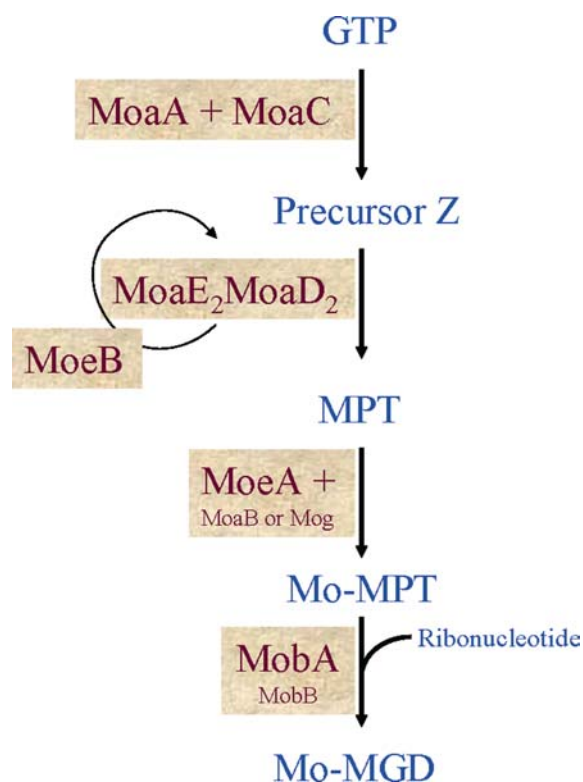 GTP
MoaA + MoaC
Precursor Z
MoaE₂MoaD₂
MoeB
MPT
MoeA +
MoaB or Mog
Mo-MPT
Ribonucleotide
MobA
MobB
Mo-MGD